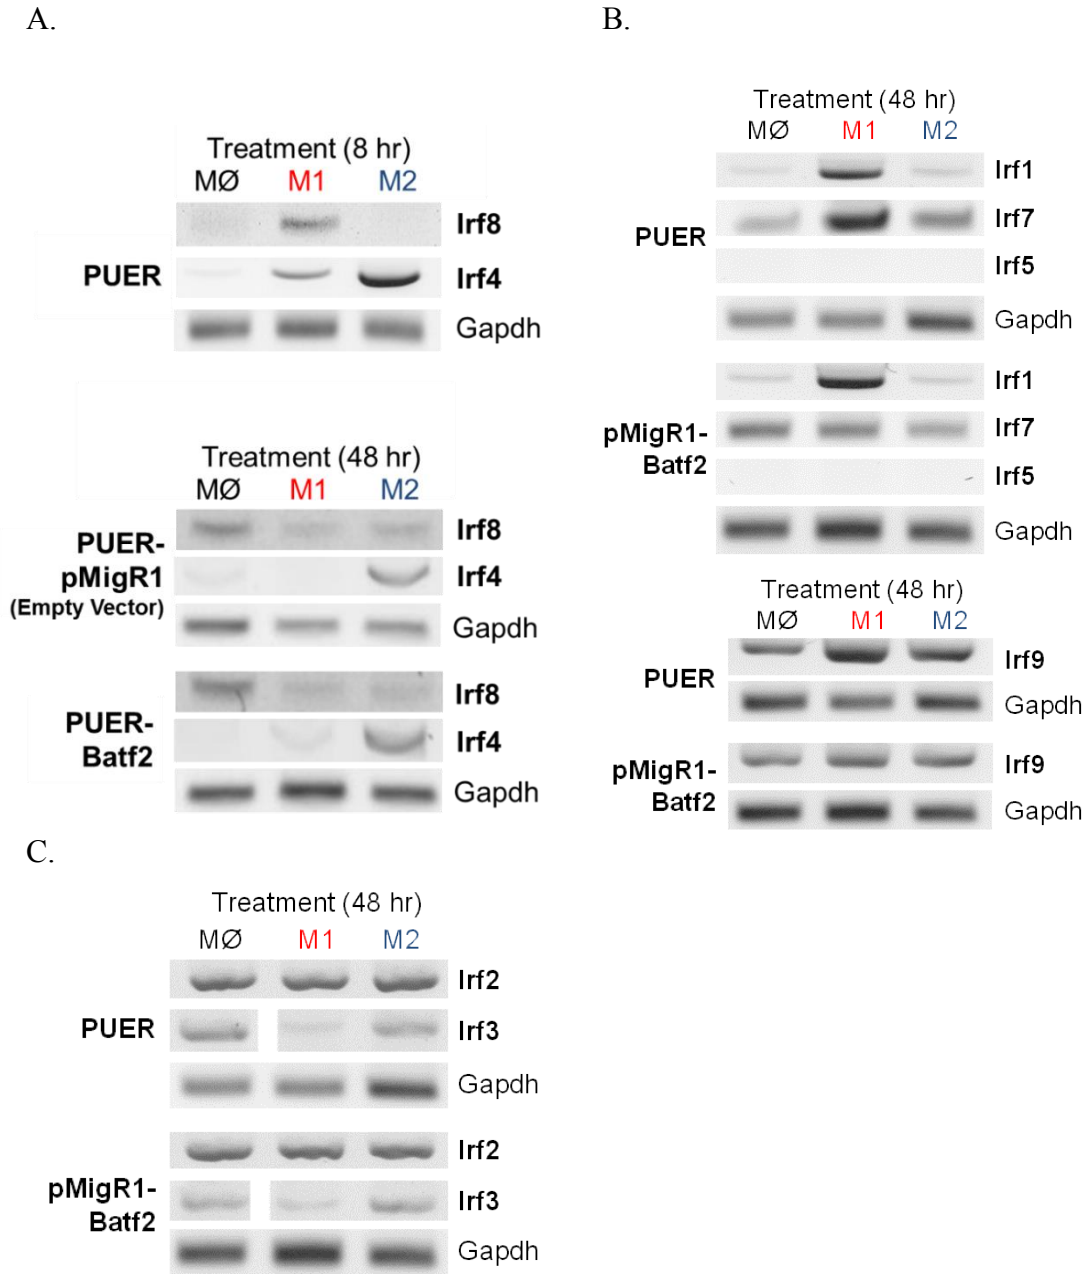 A.
Treatment (8 hr)
MØ M1 M2
Irf8
PUER
Irf4
Gapdh
Treatment (48 hr)
MØ M1 M2
Irf8
PUER-
pMigR1
(Empty Vector)
Irf4
Gapdh
Irf8
PUER-
Batf2
Irf4
Gapdh
B.
Treatment (48 hr)
MØ M1 M2
Irf1
Irf7
PUER
Irf5
Gapdh
Irf1
Irf7
pMigR1-
Batf2
Irf5
Gapdh
Treatment (48 hr)
MØ M1 M2
Irf9
PUER
Gapdh
Irf9
pMigR1-
Batf2
Gapdh
C.
Treatment (48 hr)
MØ M1 M2
Irf2
PUER
Irf3
Gapdh
Irf2
pMigR1-
Batf2
Irf3
Gapdh